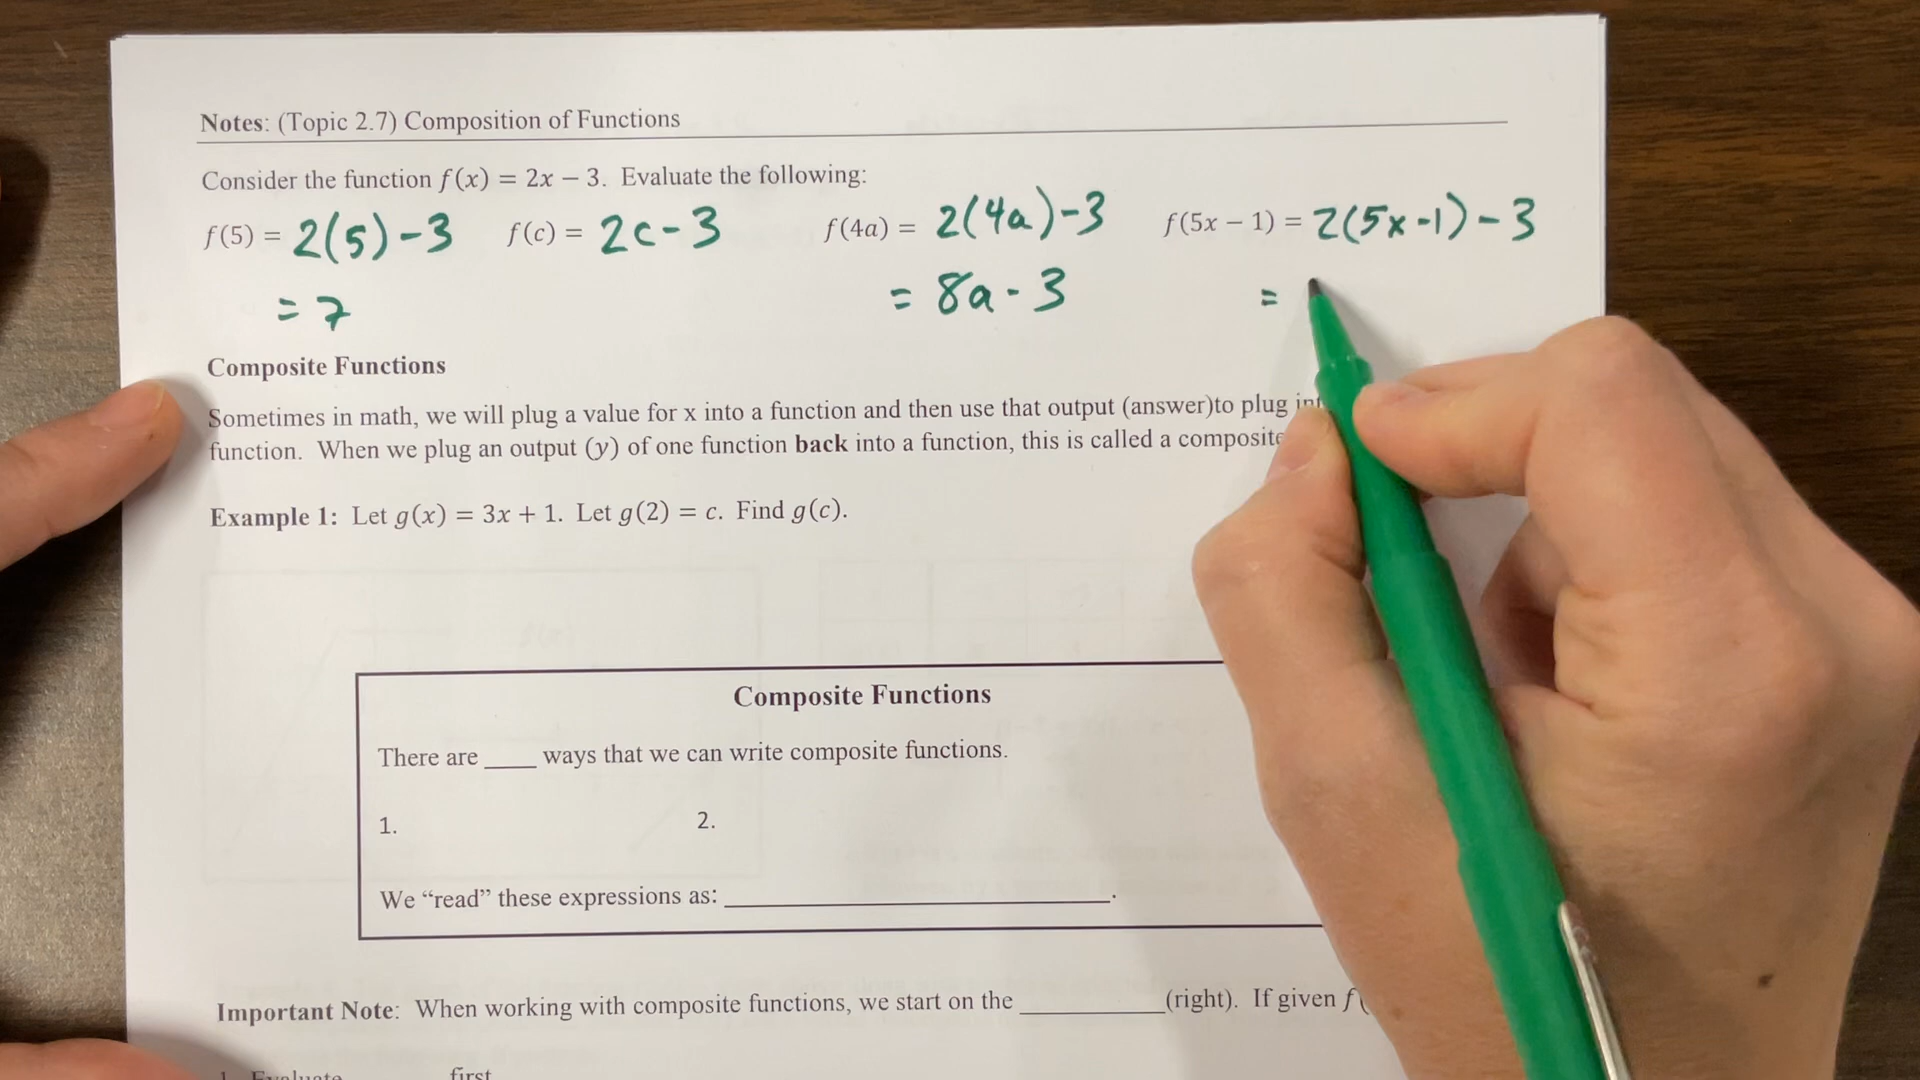 Notes: (Topic 2.7) Composition of Functions
Consider the function f(x) = 2x − 3. Evaluate the following:
f(5) = 2(5)-3 f(c) = 2c-3 f(4a) = 2(4a)-3 f(5x − 1) = 2(5x-1)-3
= 7 = 8a-3 =
Composite Functions
Sometimes in math, we will plug a value for x into a function and then use that output (answer)to plug
function. When we plug an output (y) of one function back into a function, this is called a composite
Example 1: Let g(x) = 3x + 1. Let g(2) = c. Find g(c).
Composite Functions
There are ____ ways that we can write composite functions.
1. 2.
We “read” these expressions as: ______________________________.
Important Note: When working with composite functions, we start on the ___________(right). If given f(
1. Evaluate first